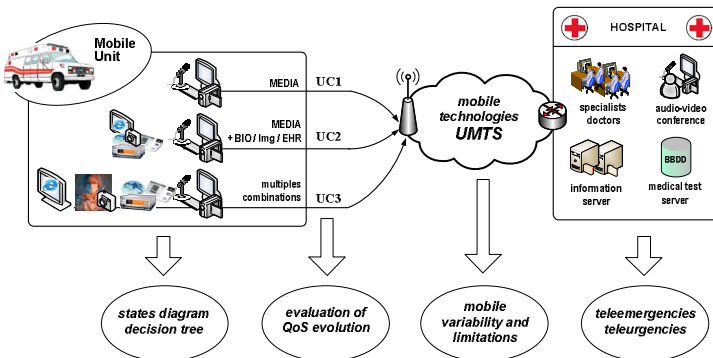 Mobile
Unit
MEDIA
UC1
MEDIA
+BIO / Img / EHR
UC2
multiples
combinations
UC3
mobile
technologies
UMTS
HOSPITAL
specialists
doctors
audio-video
conference
information
server
BBDD
medical test
server
states diagram
decision tree
evaluation of
QoS evolution
mobile
variability and
limitations
teleemergencies
teleurgencies